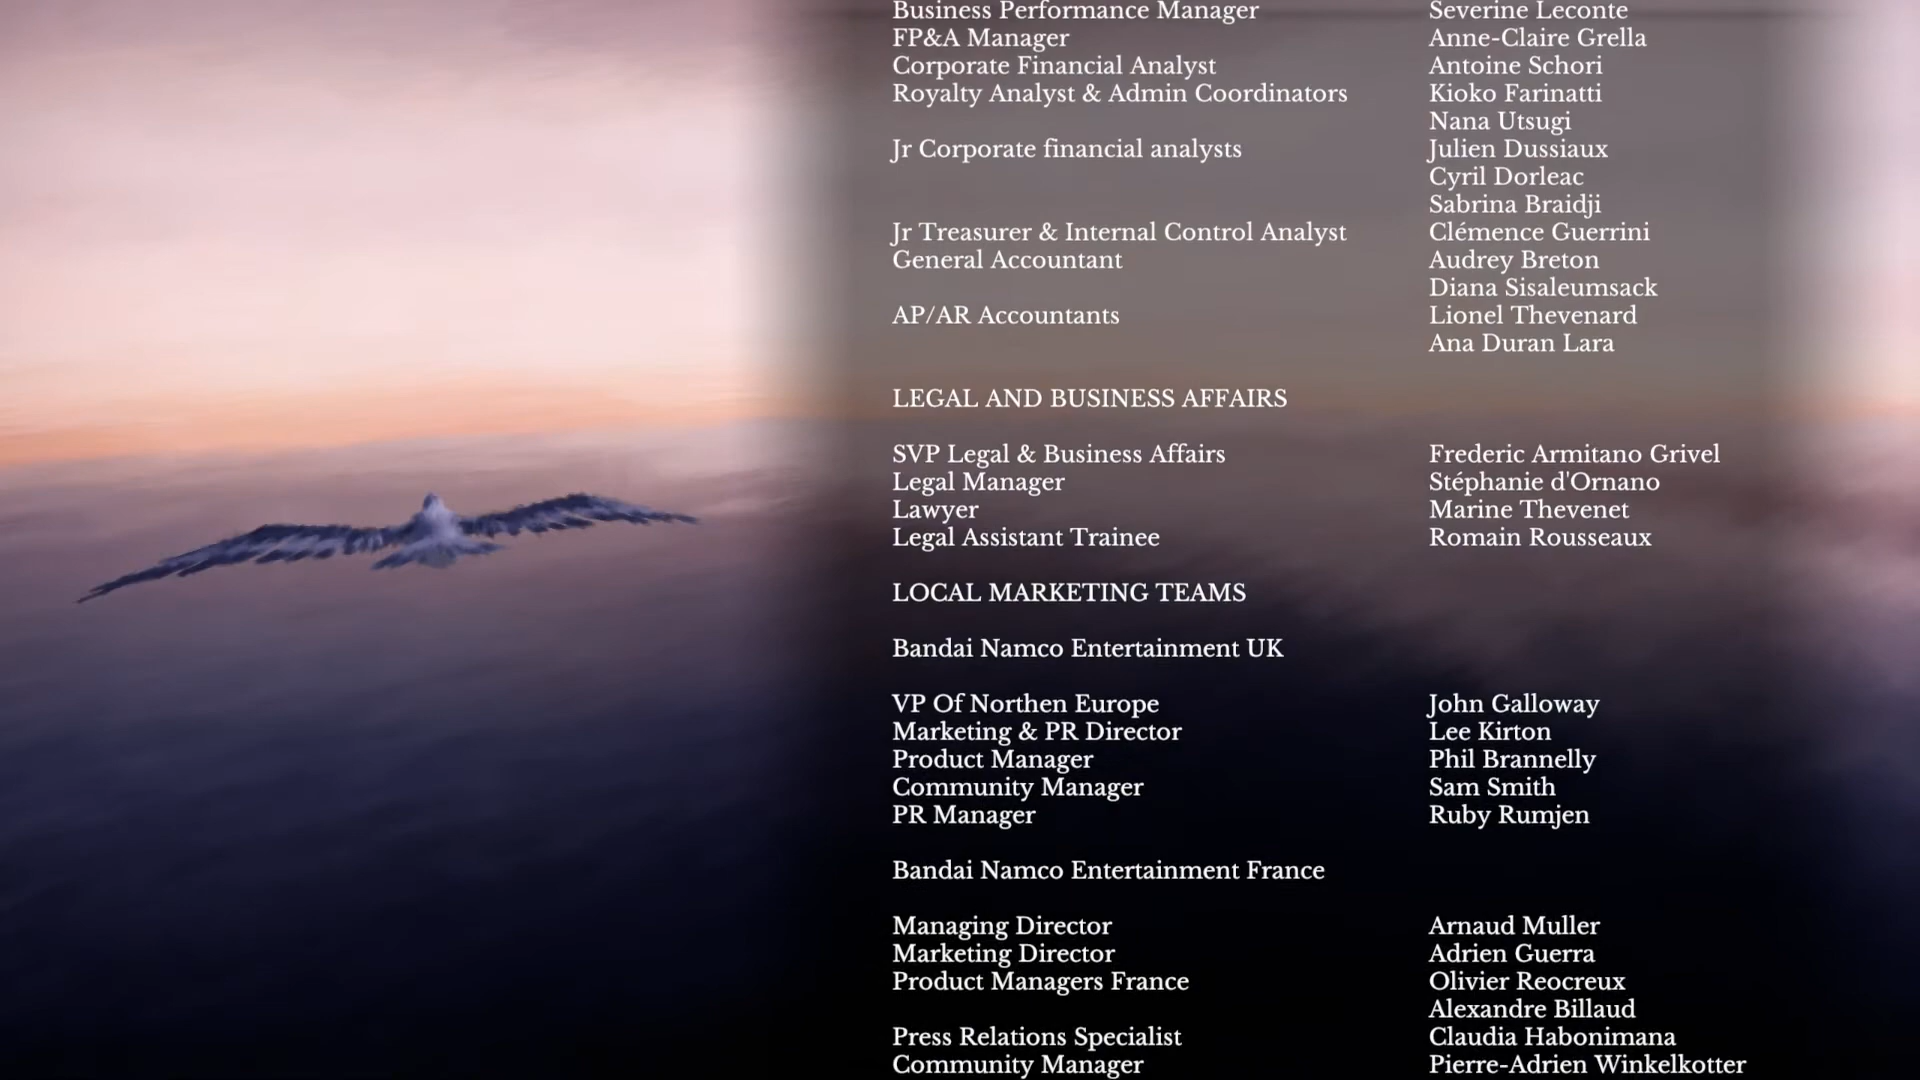 Business Performance Manager Severine Leconte
FP&A Manager Anne-Claire Grella
Corporate Financial Analyst Antoine Schori
Royalty Analyst & Admin Coordinators Kioko Farinatti
Nana Utsugi
Jr Corporate financial analysts Julien Dussiaux
Cyril Dorleac
Sabrina Braidji
Jr Treasurer & Internal Control Analyst Clémence Guerrini
General Accountant Audrey Breton
Diana Sisaleumsack
AP/AR Accountants Lionel Thevenard
Ana Duran Lara
LEGAL AND BUSINESS AFFAIRS
SVP Legal & Business Affairs Frederic Armitano Grivel
Legal Manager Stéphanie d'Ornano
Lawyer Marine Thevenet
Legal Assistant Trainee Romain Rousseaux
LOCAL MARKETING TEAMS
Bandai Namco Entertainment UK
VP Of Northen Europe John Galloway
Marketing & PR Director Lee Kirton
Product Manager Phil Brannelly
Community Manager Sam Smith
PR Manager Ruby Rumjen
Bandai Namco Entertainment France
Managing Director Arnaud Muller
Marketing Director Adrien Guerra
Product Managers France Olivier Reocreux
Alexandre Billaud
Press Relations Specialist Claudia Habonimana
Community Manager Pierre-Adrien Winkelkotter